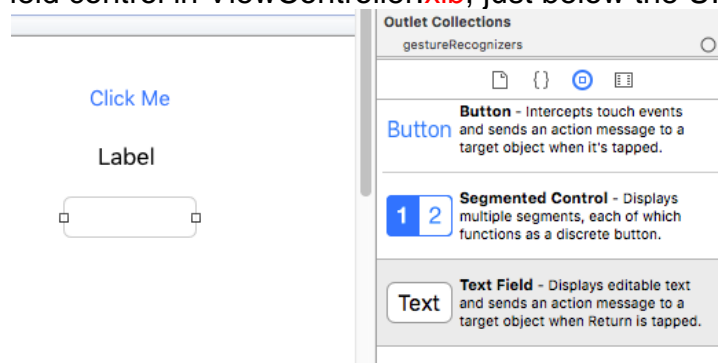 field control in ViewController.xib, just below the
Outlet Collections
gestureRecognizers
Click Me
Label
Button
Button - Intercepts touch events
and sends an action message to a
target object when it's tapped.
1 2
Segmented Control - Displays
multiple segments, each of which
functions as a discrete button.
Text
Text Field - Displays editable text
and sends an action message to a
target object when Return is tapped.